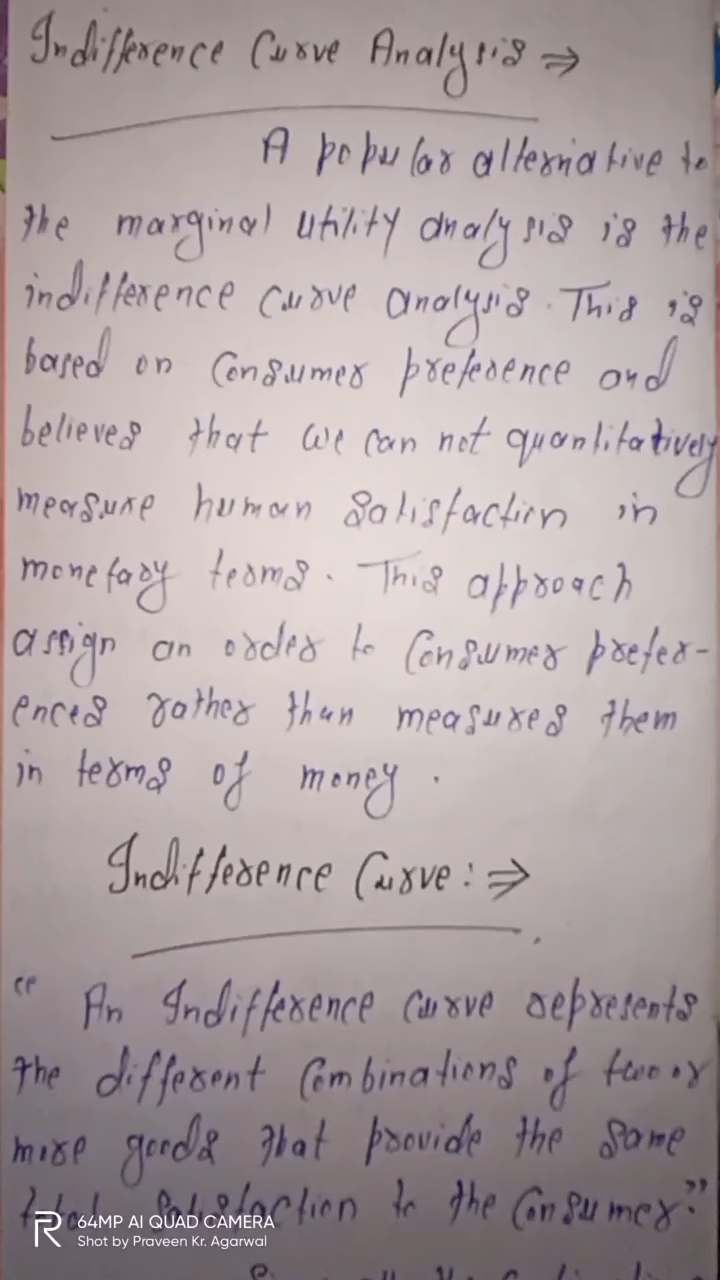 Indifference Curve Analysis ⇒
A popular alternative to
the marginal utility analysis is the
indifference curve analysis. This is
based on Consumer preference and
believes that we can not quantitatively
measure human satisfaction in
monetary terms. This approach
assign an order to Consumer prefer-
ences rather than measures them
in terms of money.
Indifference Curve: ⇒
" An Indifference curve represents
the different Combinations of two or
more goods that provide the same
total satisfaction to the Consumer."
64MP AI QUAD CAMERA
Shot by Praveen Kr. Agarwal